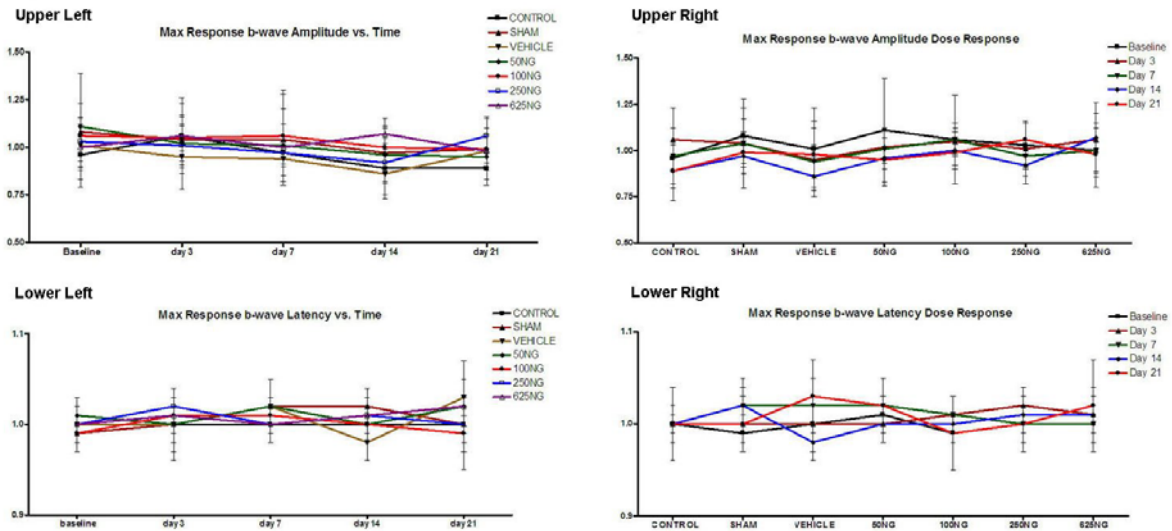 Upper Left
Max Response b-wave Amplitude vs. Time
1.50
1.25
1.00
0.75
0.50
Baseline
day 3
day 7
day 14
day 21
CONTROL
SHAM
VEHICLE
50NG
100NG
250NG
625NG
Upper Right
Max Response b-wave Amplitude Dose Response
1.50
1.25
1.00
0.75
0.50
CONTROL
SHAM
VEHICLE
50NG
100NG
250NG
625NG
Baseline
Day 3
Day 7
Day 14
Day 21
Lower Left
Max Response b-wave Latency vs. Time
1.1
1.0
0.9
baseline
day 3
day 7
day 14
day 21
CONTROL
SHAM
VEHICLE
50NG
100NG
250NG
625NG
Lower Right
Max Response b-wave Latency Dose Response
1.1
1.0
0.9
CONTROL
SHAM
VEHICLE
50NG
100NG
250NG
625NG
Baseline
Day 3
Day 7
Day 14
Day 21